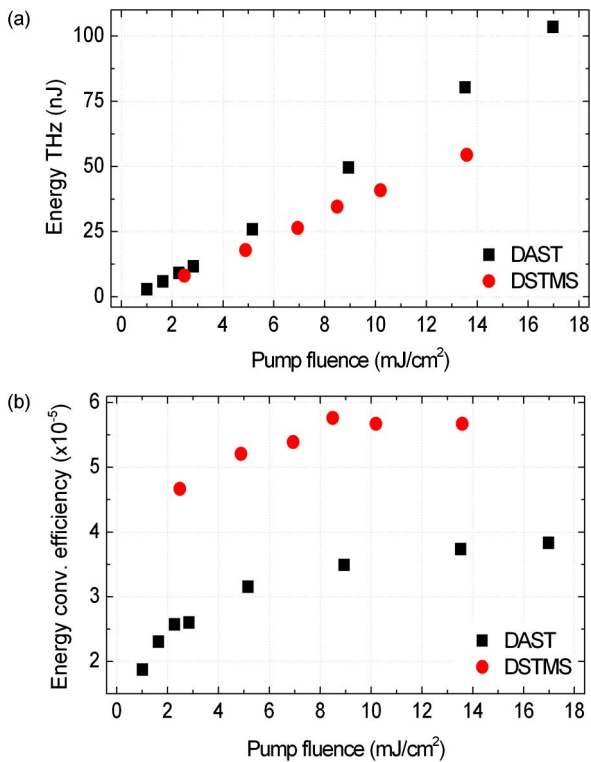 (a)
Energy THz (nJ)
100
75
50
25
0
DAST
DSTMS
0 2 4 6 8 10 12 14 16 18
Pump fluence (mJ/cm²)
(b)
Energy conv. efficiency (x10⁻⁵)
6
5
4
3
2
DAST
DSTMS
0 2 4 6 8 10 12 14 16 18
Pump fluence (mJ/cm²)